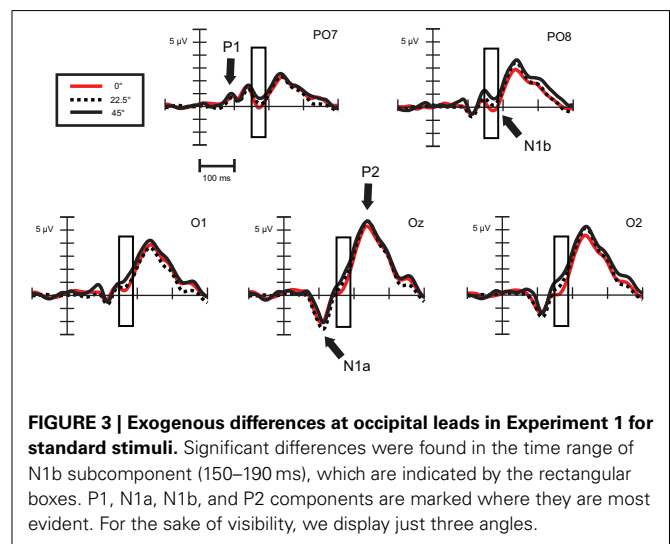 5 µV
PO7
P1
5 µV
PO8
0°
22.5°
45°
N1b
100 ms
P2
5 µV
O1
5 µV
Oz
5 µV
O2
N1a
FIGURE 3 | Exogenous differences at occipital leads in Experiment 1 for
standard stimuli. Significant differences were found in the time range of
N1b subcomponent (150–190 ms), which are indicated by the rectangular
boxes. P1, N1a, N1b, and P2 components are marked where they are most
evident. For the sake of visibility, we display just three angles.